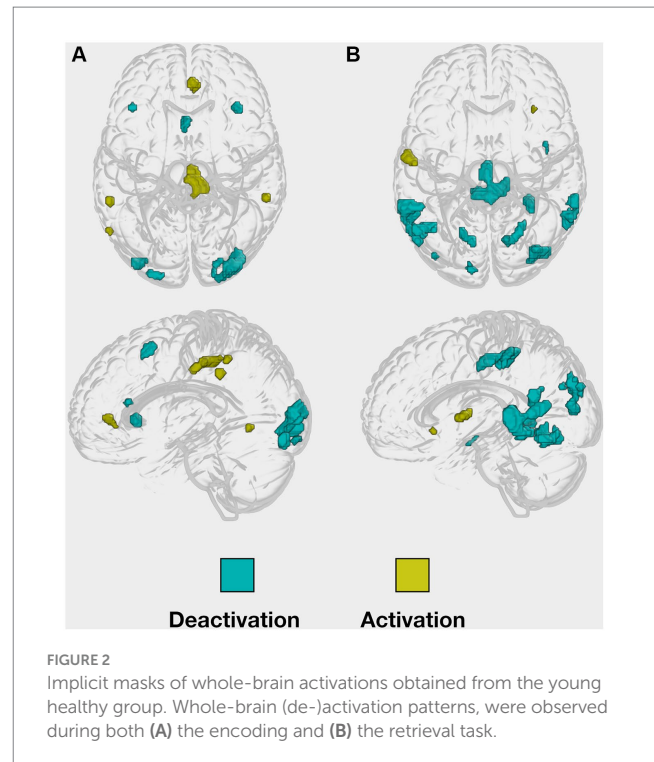 A
B
Deactivation
Activation
FIGURE 2
Implicit masks of whole-brain activations obtained from the young
healthy group. Whole-brain (de-)activation patterns, were observed
during both (A) the encoding and (B) the retrieval task.